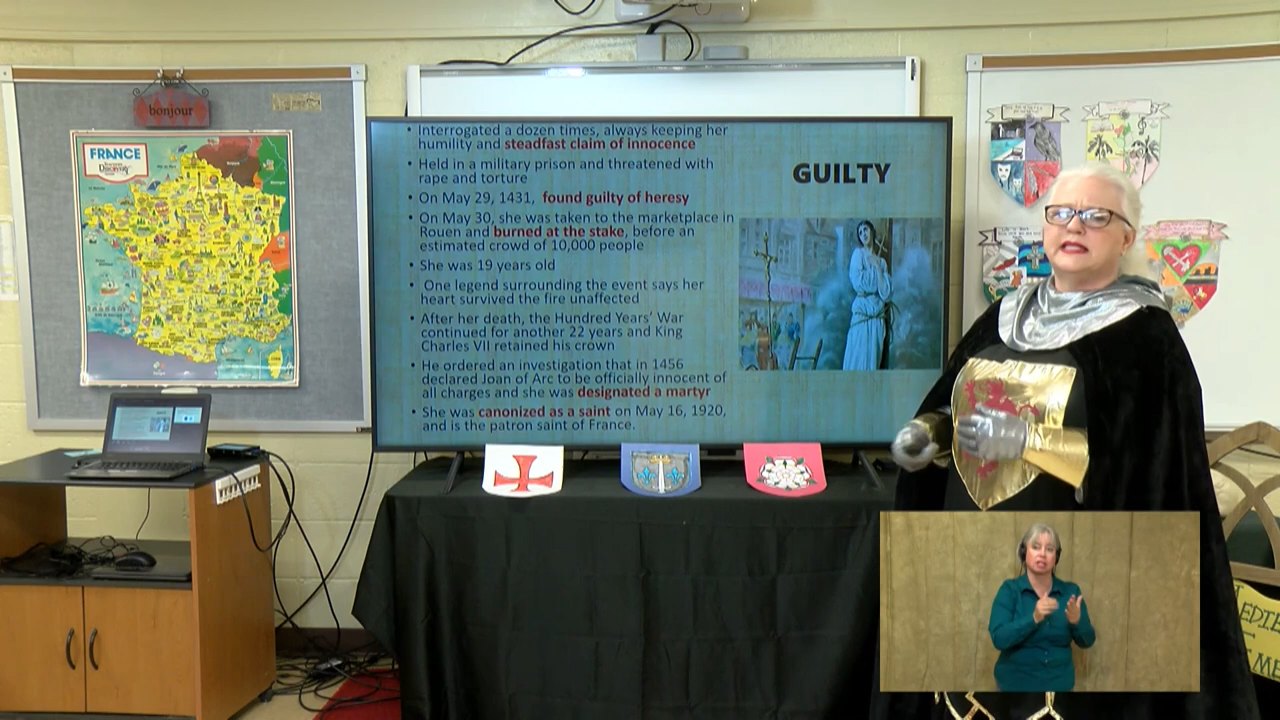 bonjour
FRANCE
Discovery
• Interrogated a dozen times, always keeping her
humility and steadfast claim of innocence
• Held in a military prison and threatened with
rape and torture
• On May 29, 1431, found guilty of heresy
• On May 30, she was taken to the marketplace in
Rouen and burned at the stake, before an
estimated crowd of 10,000 people
• She was 19 years old
• One legend surrounding the event says her
heart survived the fire unaffected
• After her death, the Hundred Years' War
continued for another 22 years and King
Charles VII retained his crown
• He ordered an investigation that in 1456
declared Joan of Arc to be officially innocent of
all charges and she was designated a martyr
• She was canonized as a saint on May 16, 1920,
and is the patron saint of France.
GUILTY